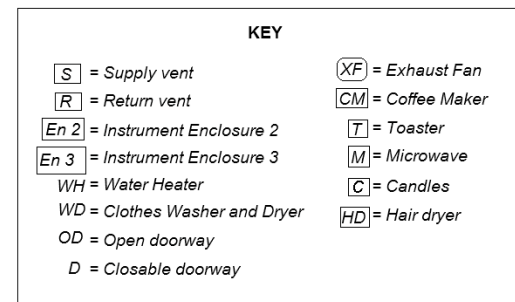 KEY
S = Supply vent
R = Return vent
En 2 = Instrument Enclosure 2
En 3 = Instrument Enclosure 3
WH = Water Heater
WD = Clothes Washer and Dryer
OD = Open doorway
D = Closable doorway
XF = Exhaust Fan
CM = Coffee Maker
T = Toaster
M = Microwave
C = Candles
HD = Hair dryer